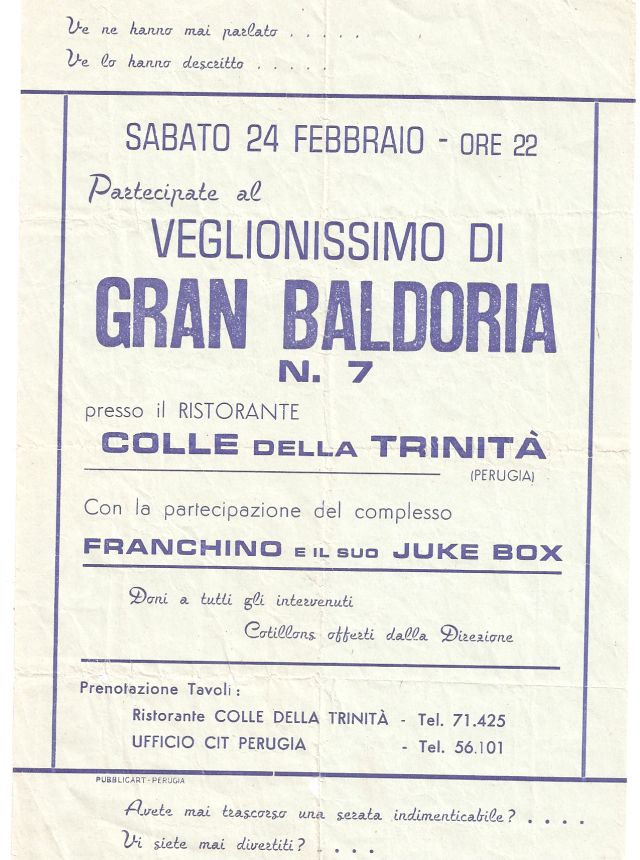 Ve ne hanno mai parlato . . . . .
Ve lo hanno descritto . . . . .
SABATO 24 FEBBRAIO - ORE 22
Partecipate al
VEGLIONISSIMO DI
GRAN BALDORIA
N. 7
presso il RISTORANTE
COLLE DELLA TRINITÀ
(PERUGIA)
Con la partecipazione del complesso
FRANCHINO E IL SUO JUKE BOX
Doni a tutti gli intervenuti
Cotillons offerti dalla Direzione
Prenotazione Tavoli :
Ristorante COLLE DELLA TRINITÀ - Tel. 71.425
UFFICIO CIT PERUGIA - Tel. 56.101
PUBBLICART - PERUGIA
Avete mai trascorso una serata indimenticabile ? . . . .
Vi siete mai divertiti ? . . . .